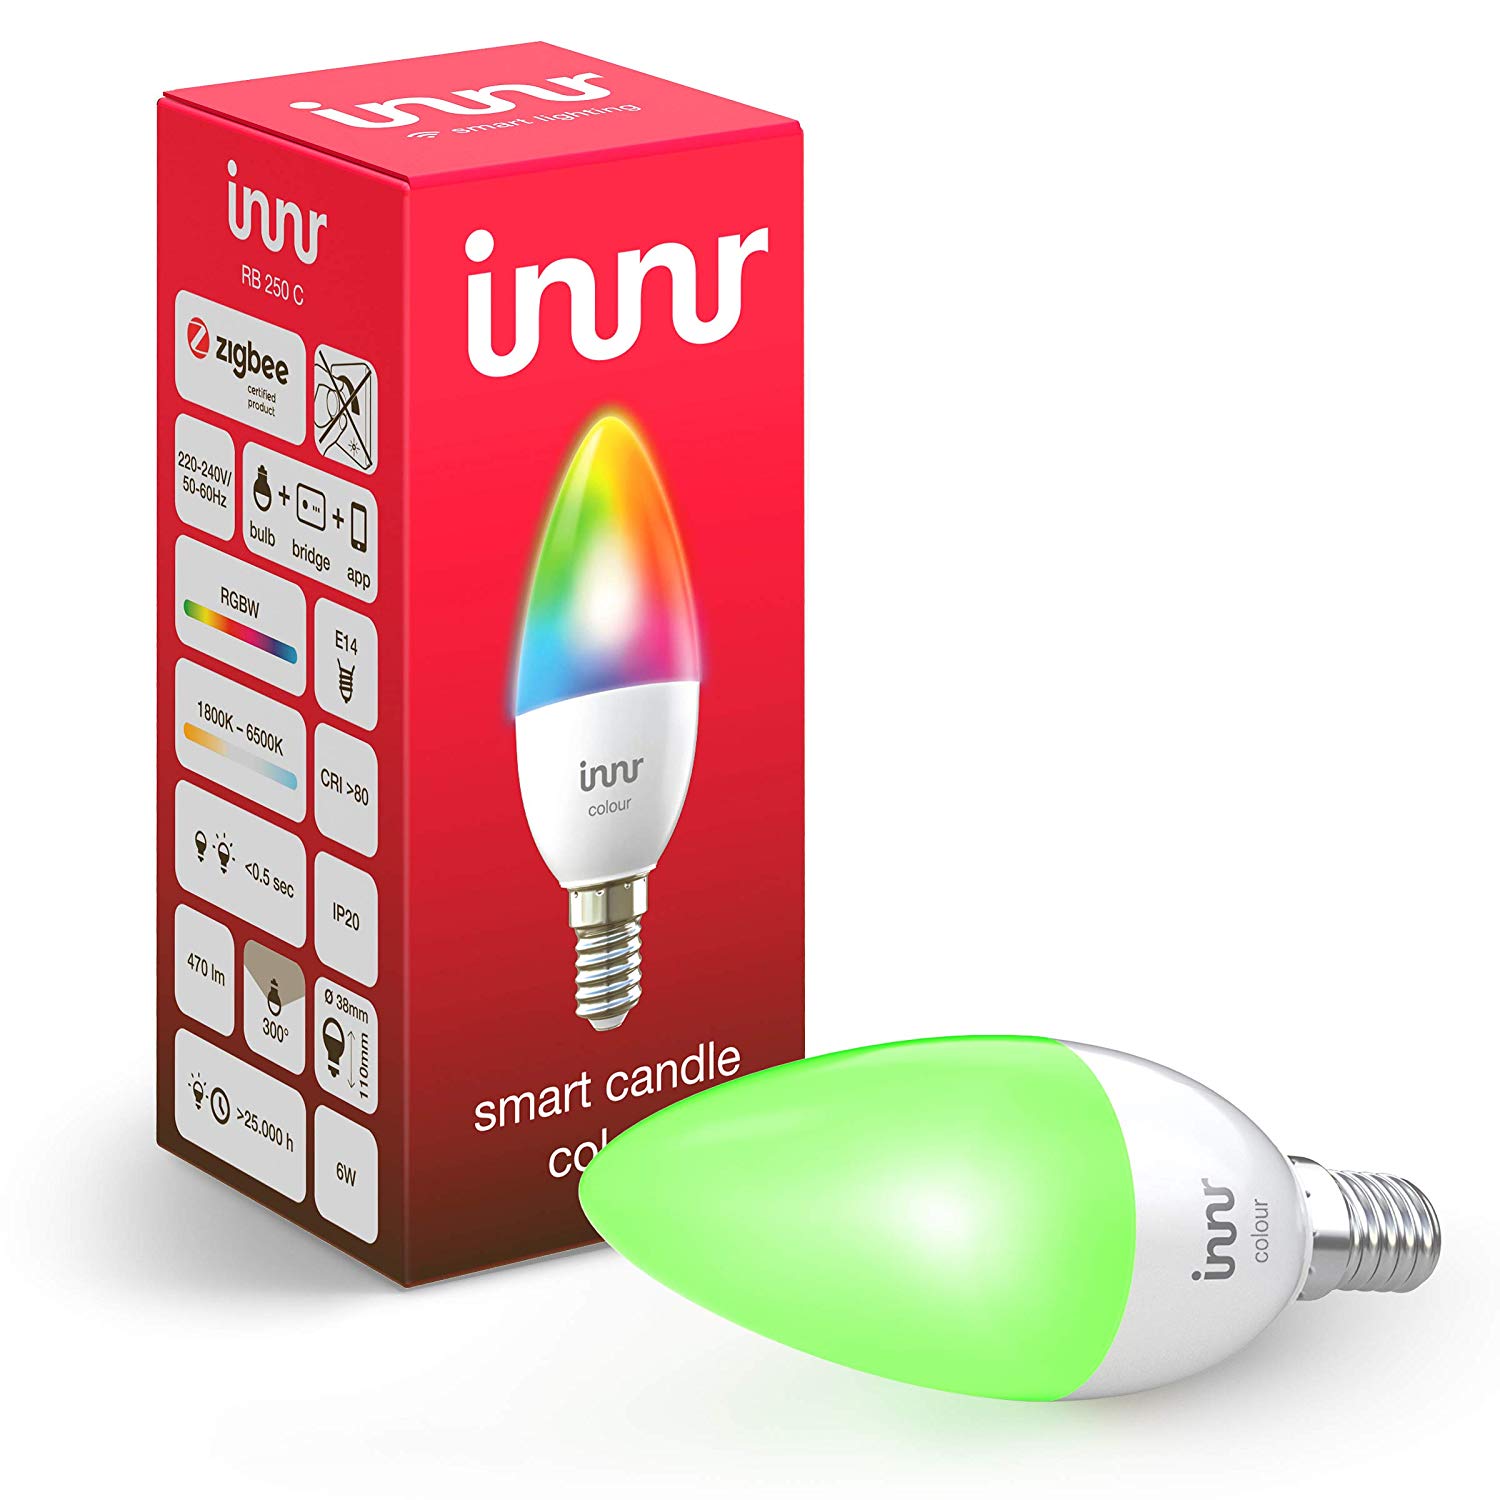 innr
smart lighting
innr
RB 250 C
zigbee
certified
product
220-240V/
50-60Hz
bulb
bridge
app
RGBW
E14
1800K – 6500K
CRI >80
<0.5 sec
IP20
470 lm
300°
Ø 38mm
110mm
>25.000 h
6W
innr
innr
colour
smart candle
innr
colour